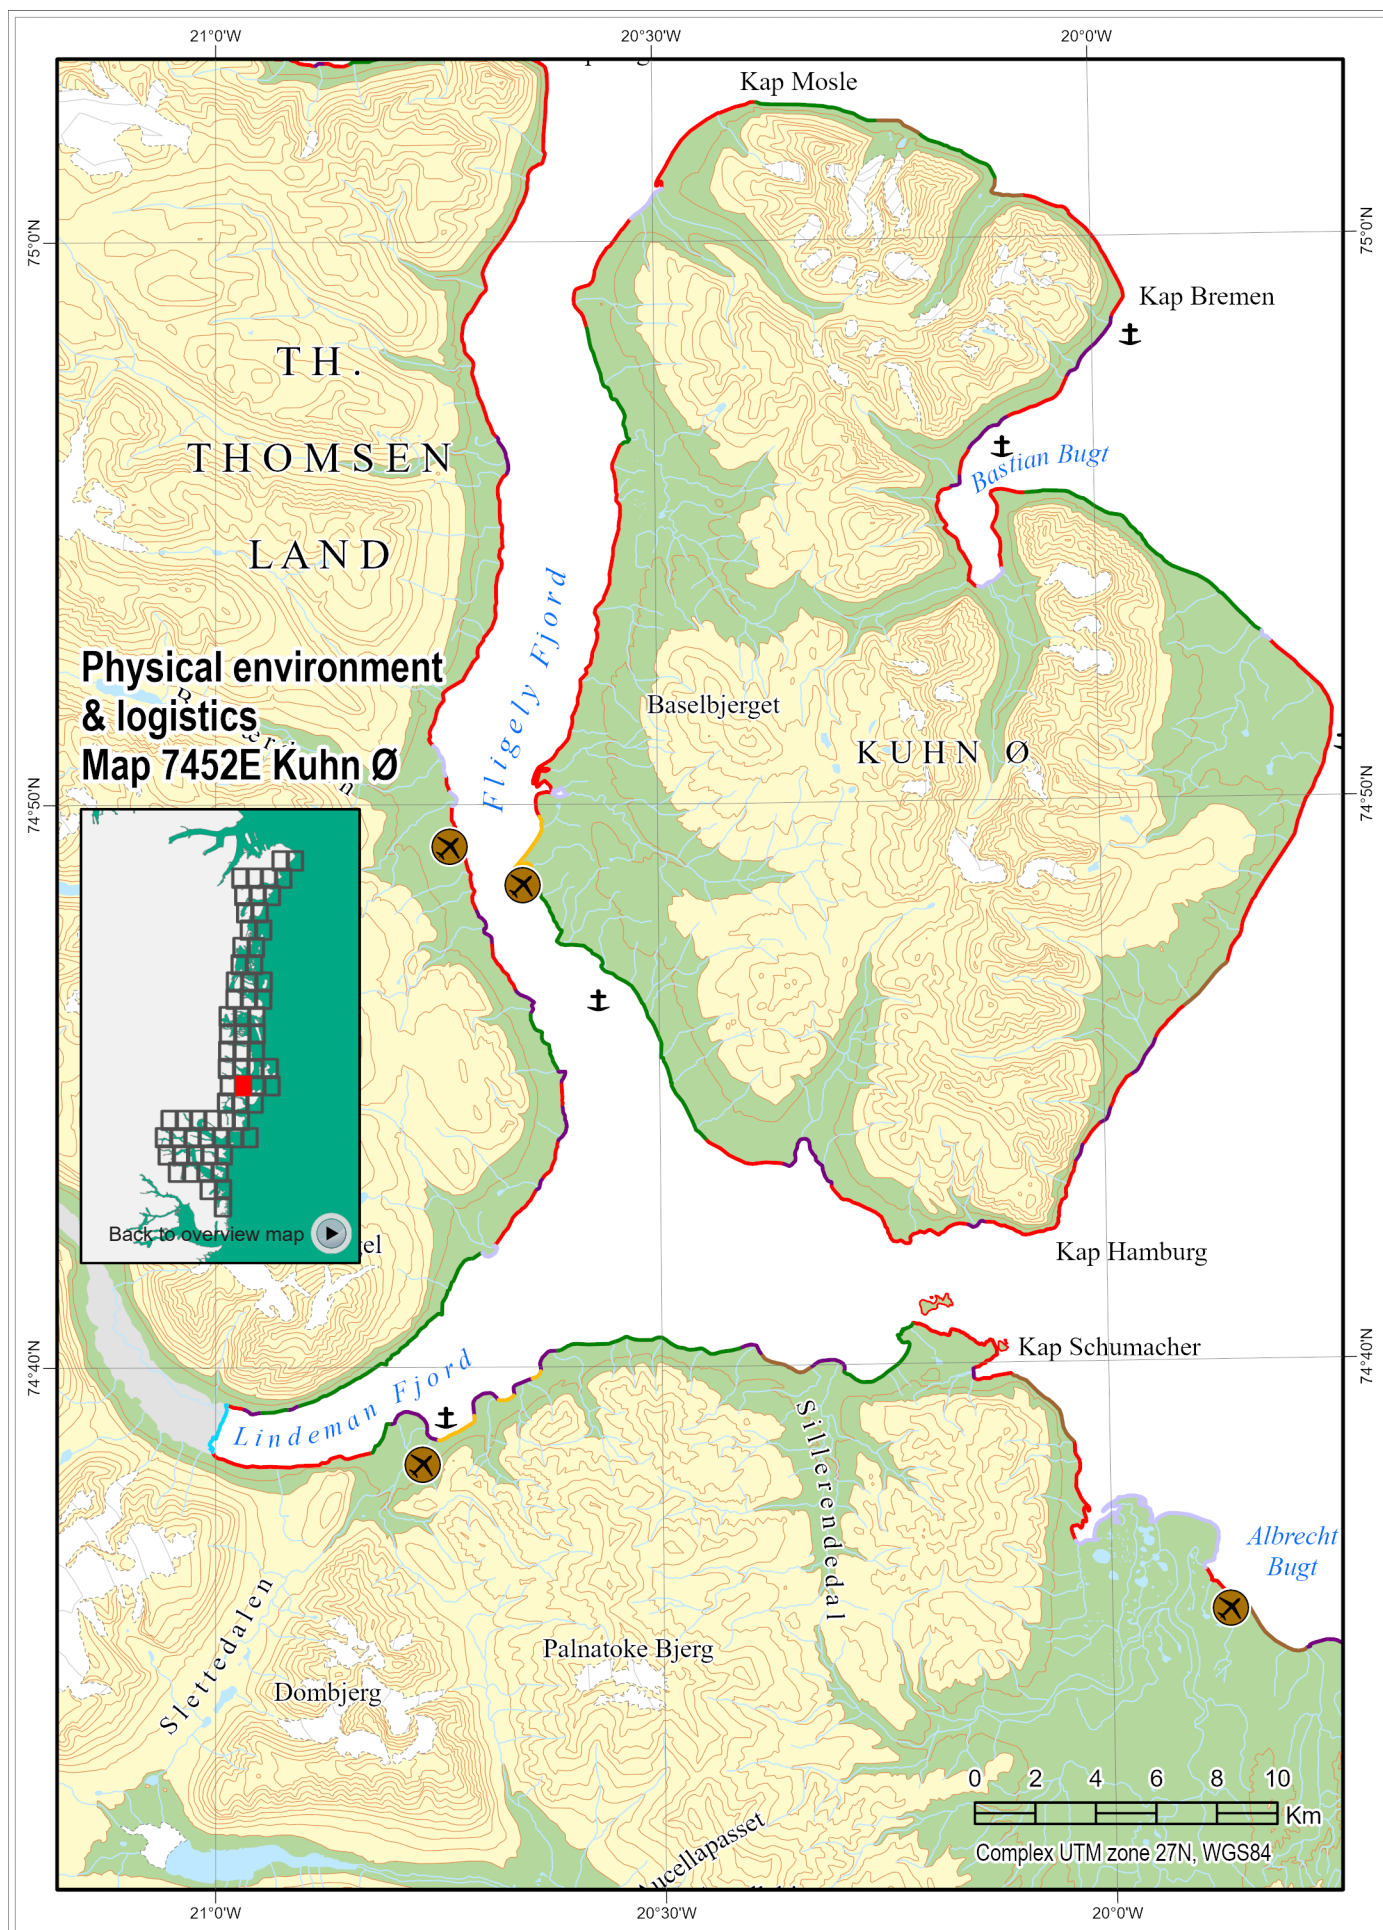 21°0'W
20°30'W
20°0'W
Kap Mosle
75°0'N
75°0'N
Kap Bremen
TH.
THOMSEN
LAND
Bastian Bugt
Fligely Fjord
Physical environment
& logistics
Map 7452E Kuhn Ø
Baselbjerget
KUHN Ø
74°50'N
74°50'N
Back to overview map
Kap Hamburg
Kap Schumacher
74°40'N
74°40'N
Lindeman Fjord
Sillerendedal
Albrecht
Bugt
Slettedalen
Palnatoke Bjerg
Dombjerg
Aucellapasset
0 2 4 6 8 10
Km
Complex UTM zone 27N, WGS84
21°0'W
20°30'W
20°0'W